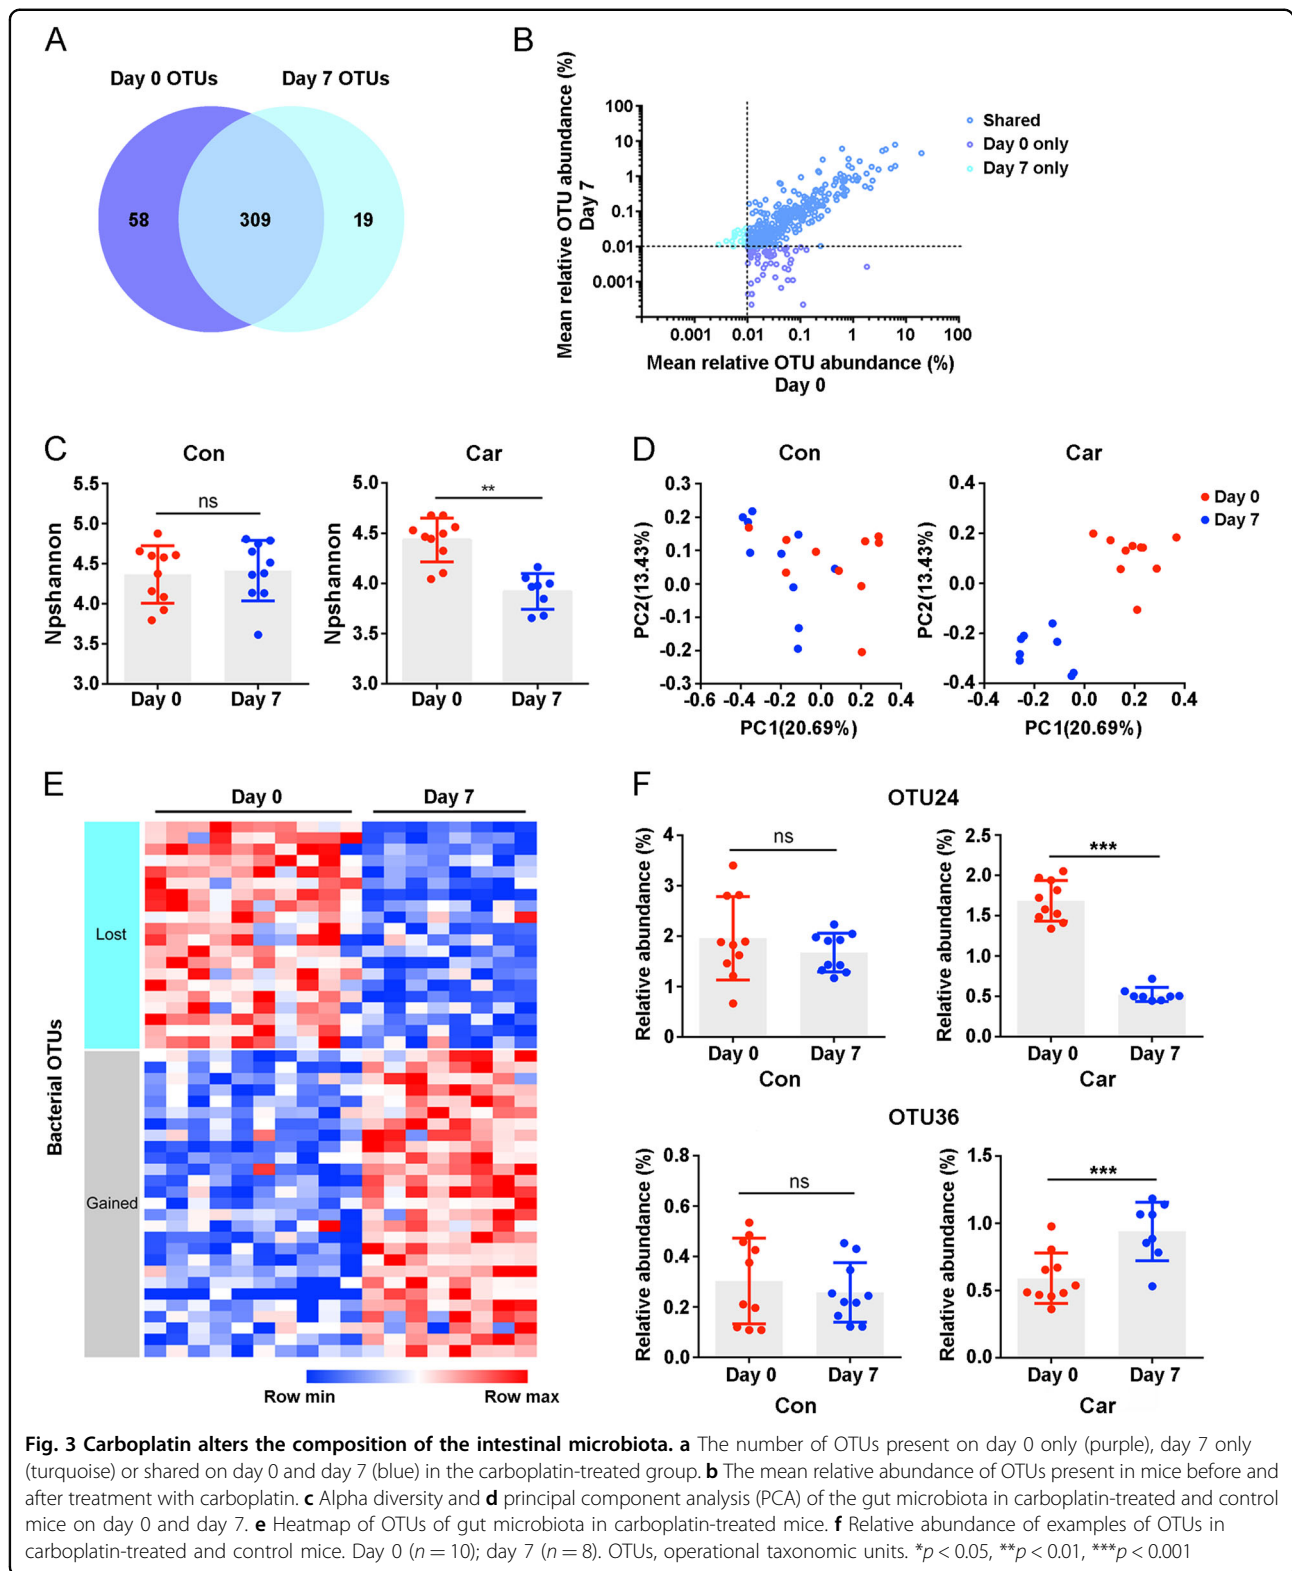 A
Day 0 OTUs
Day 7 OTUs
58
309
19
B
Mean relative OTU abundance (%)
Day 7
100
10
1
0.1
0.01
0.001
0.001
0.01
0.1
1
10
100
Mean relative OTU abundance (%)
Day 0
Shared
Day 0 only
Day 7 only
C
Con
Npshannon
5.5
5.0
4.5
4.0
3.5
3.0
ns
Day 0
Day 7
Car
Npshannon
5.0
4.5
4.0
3.5
3.0
**
Day 0
Day 7
D
Con
PC2(13.43%)
0.3
0.2
0.1
0.0
-0.1
-0.2
-0.3
-0.6
-0.4
-0.2
0.0
0.2
0.4
PC1(20.69%)
Car
PC2(13.43%)
0.4
0.2
0.0
-0.2
-0.4
-0.4
-0.2
0.0
0.2
0.4
PC1(20.69%)
Day 0
Day 7
E
Day 0
Day 7
Bacterial OTUs
Lost
Gained
Row min
Row max
F
OTU24
Relative abundance (%)
4
3
2
1
0
ns
Day 0
Day 7
Con
Relative abundance (%)
2.5
2.0
1.5
1.0
0.5
0.0
***
Day 0
Day 7
Car
OTU36
Relative abundance (%)
0.8
0.6
0.4
0.2
0.0
ns
Day 0
Day 7
Con
Relative abundance (%)
1.5
1.0
0.5
0.0
***
Day 0
Day 7
Car
Fig. 3 Carboplatin alters the composition of the intestinal microbiota. a The number of OTUs present on day 0 only (purple), day 7 only
(turquoise) or shared on day 0 and day 7 (blue) in the carboplatin-treated group. b The mean relative abundance of OTUs present in mice before and
after treatment with carboplatin. c Alpha diversity and d principal component analysis (PCA) of the gut microbiota in carboplatin-treated and control
mice on day 0 and day 7. e Heatmap of OTUs of gut microbiota in carboplatin-treated mice. f Relative abundance of examples of OTUs in
carboplatin-treated and control mice. Day 0 (n = 10); day 7 (n = 8). OTUs, operational taxonomic units. *p < 0.05, **p < 0.01, ***p < 0.001